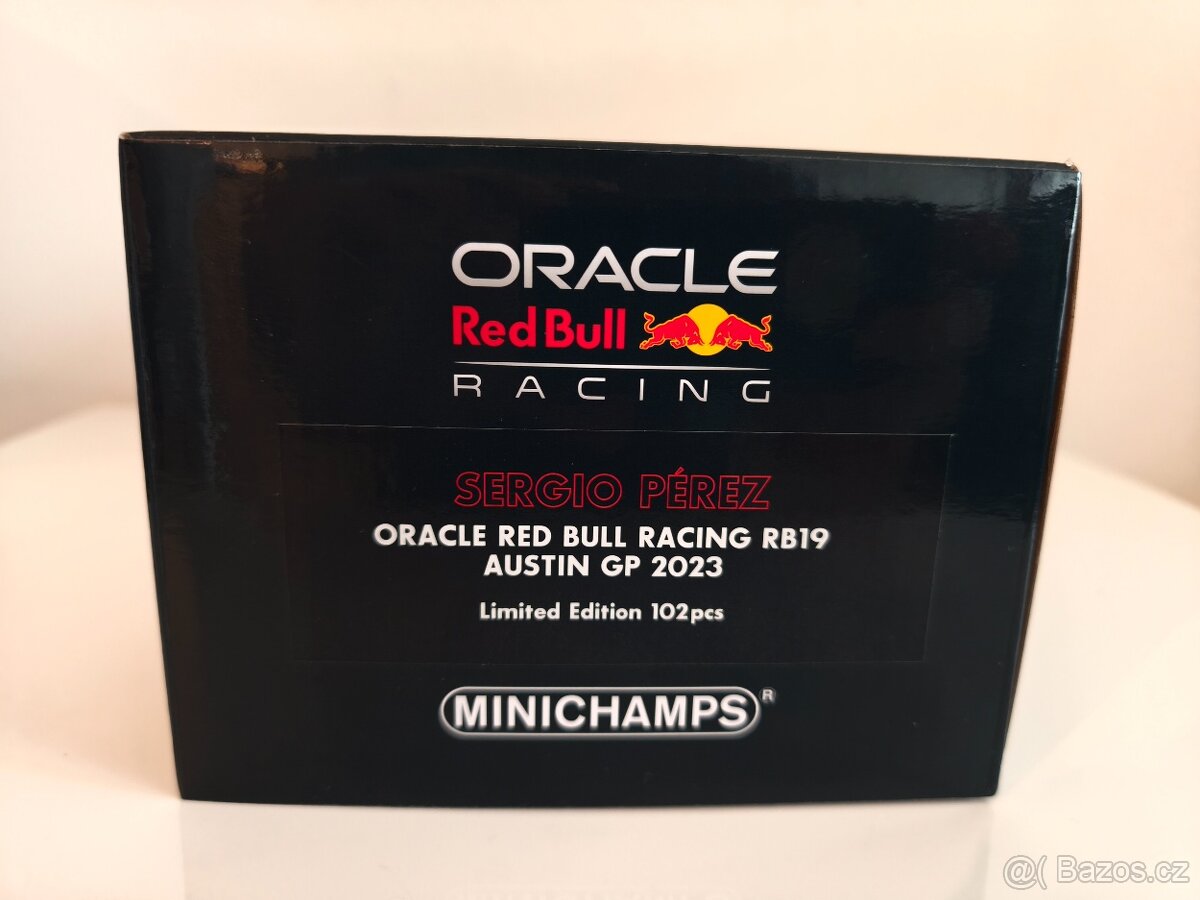 ORACLE
Red Bull
RACING
SERGIO PÉREZ
ORACLE RED BULL RACING RB19
AUSTIN GP 2023
Limited Edition 102pcs
MINICHAMPS®
@( Bazos.cz